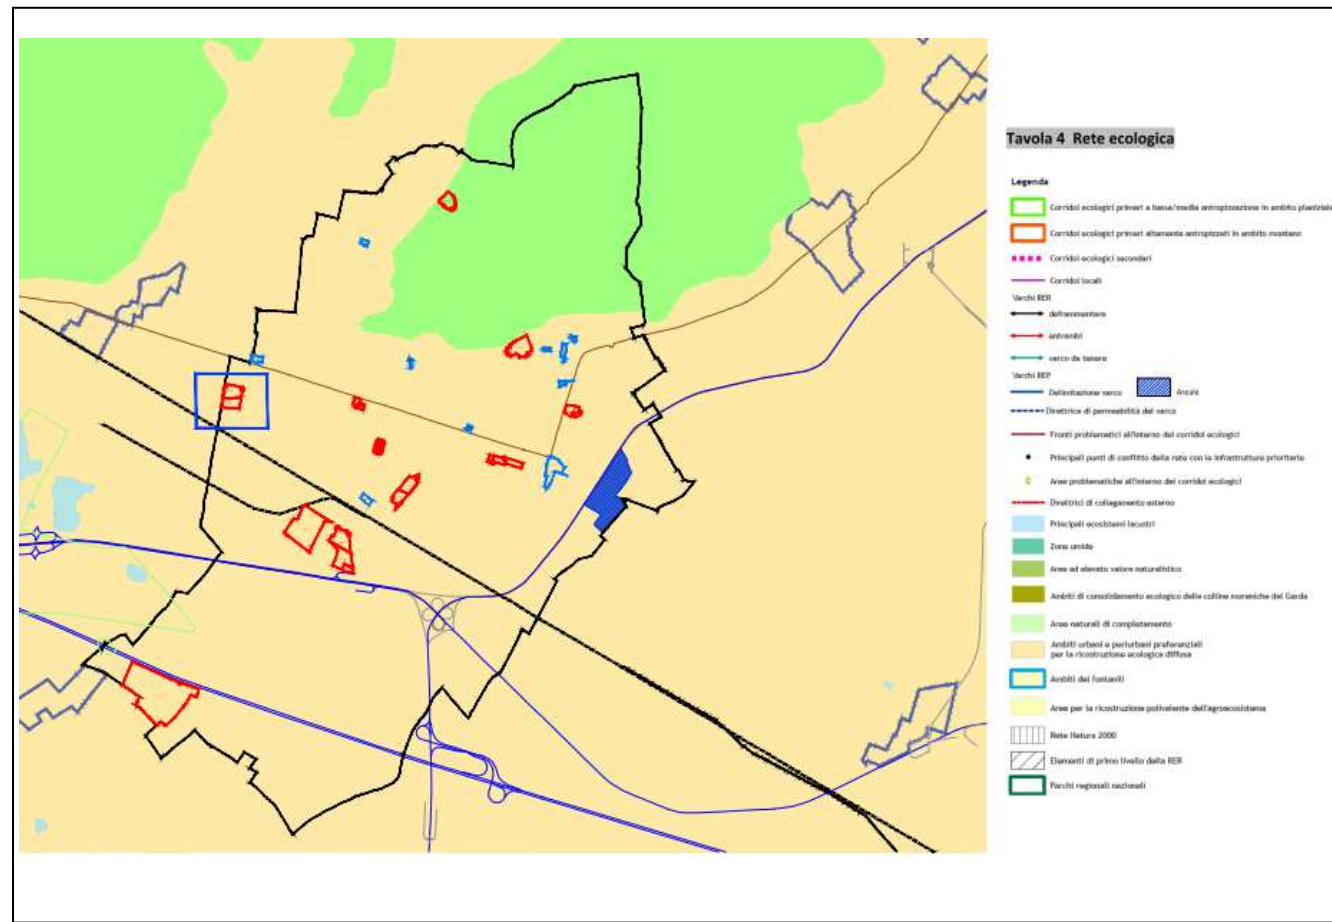 Tavola 4 Rete ecologica
Legenda
Corridoi ecologici primari a bassa/media antropizzazione in ambito planiziale
Corridoi ecologici primari altamente antropizzati in ambito montano
Corridoi ecologici secondari
Corridoi locali
Varchi RER
deframmentare
entrambi
varco da tenere
Varchi REP
Delimitazione varco
Areale
Direttrice di permeabilità del varco
Fronti problematici all'interno dei corridoi ecologici
Principali punti di conflitto della rete con le infrastrutture prioritarie
Aree problematiche all'interno dei corridoi ecologici
Direttrici di collegamento esterno
Principali ecosistemi lacustri
Zone umide
Aree ad elevato valore naturalistico
Ambiti di consolidamento ecologico delle colline moreniche del Garda
Aree naturali di completamento
Ambiti urbani e periurbani preferenziali
per la ricostruzione ecologica diffusa
Ambiti dei fontanili
Aree per la ricostruzione polivalente dell'agroecosistema
Rete Natura 2000
Elementi di primo livello della RER
Parchi regionali nazionali